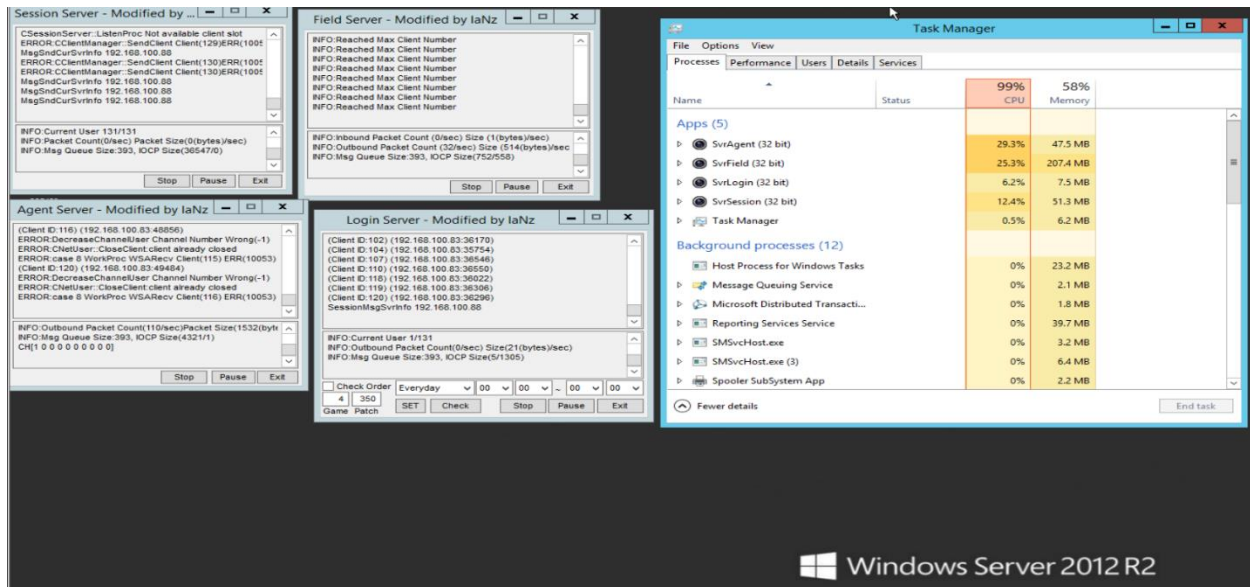 Session Server - Modified by ...
CSessionServer::ListenProc Not available client slot
ERROR:CClientManager::SendClient Client(129)ERR(1005
MsgSndCurSvrInfo 192.168.100.88
ERROR:CClientManager::SendClient Client(130)ERR(1005
ERROR:CClientManager::SendClient Client(130)ERR(1005
MsgSndCurSvrInfo 192.168.100.88
MsgSndCurSvrInfo 192.168.100.88
MsgSndCurSvrInfo 192.168.100.88
INFO:Current User 131/131
INFO:Packet Count(0/sec) Packet Size(0(bytes)/sec)
INFO:Msg Queue Size:393, IOCP Size(36547/0)
Stop Pause Exit
Field Server - Modified by IaNz
INFO:Reached Max Client Number
INFO:Reached Max Client Number
INFO:Reached Max Client Number
INFO:Reached Max Client Number
INFO:Reached Max Client Number
INFO:Reached Max Client Number
INFO:Reached Max Client Number
INFO:Reached Max Client Number
INFO:Inbound Packet Count (0/sec) Size (1(bytes)/sec)
INFO:Outbound Packet Count (32/sec) Size (514(bytes)/sec
INFO:Msg Queue Size:393, IOCP Size(752/558)
Stop Pause Exit
Agent Server - Modified by IaNz
(Client ID:116) (192.168.100.83:48856)
ERROR:DecreaseChannelUser Channel Number Wrong(-1)
ERROR:CNetUser::CloseClient:client already closed
ERROR:case 8 WorkProc WSARecv Client(115) ERR(10053)
(Client ID:120) (192.168.100.83:49484)
ERROR:DecreaseChannelUser Channel Number Wrong(-1)
ERROR:CNetUser::CloseClient:client already closed
ERROR:case 8 WorkProc WSARecv Client(116) ERR(10053)
INFO:Outbound Packet Count(110/sec)Packet Size(1532(byte
INFO:Msg Queue Size:393, IOCP Size(4321/1)
CH[1 0 0 0 0 0 0 0 0 0]
Stop Pause Exit
Login Server - Modified by IaNz
(Client ID:102) (192.168.100.83:36170)
(Client ID:104) (192.168.100.83:35754)
(Client ID:107) (192.168.100.83:36546)
(Client ID:110) (192.168.100.83:36550)
(Client ID:118) (192.168.100.83:36022)
(Client ID:119) (192.168.100.83:36306)
(Client ID:120) (192.168.100.83:36296)
SessionMsgSvrInfo 192.168.100.88
INFO:Current User 1/131
INFO:Outbound Packet Count(0/sec) Size(21(bytes)/sec)
INFO:Msg Queue Size:393, IOCP Size(5/1305)
Check Order Everyday 00 00 ~ 00 00
4 350 SET Check Stop Pause Exit
Game Patch
Task Manager
File Options View
Processes Performance Users Details Services
99% 58%
Name Status CPU Memory
Apps (5)
SvrAgent (32 bit) 29.3% 47.5 MB
SvrField (32 bit) 25.3% 207.4 MB
SvrLogin (32 bit) 6.2% 7.5 MB
SvrSession (32 bit) 12.4% 51.3 MB
Task Manager 0.5% 6.2 MB
Background processes (12)
Host Process for Windows Tasks 0% 23.2 MB
Message Queuing Service 0% 2.1 MB
Microsoft Distributed Transacti... 0% 1.8 MB
Reporting Services Service 0% 39.7 MB
SMSvcHost.exe 0% 3.2 MB
SMSvcHost.exe (3) 0% 6.4 MB
Spooler SubSystem App 0% 2.2 MB
Fewer details End task
Windows Server 2012 R2